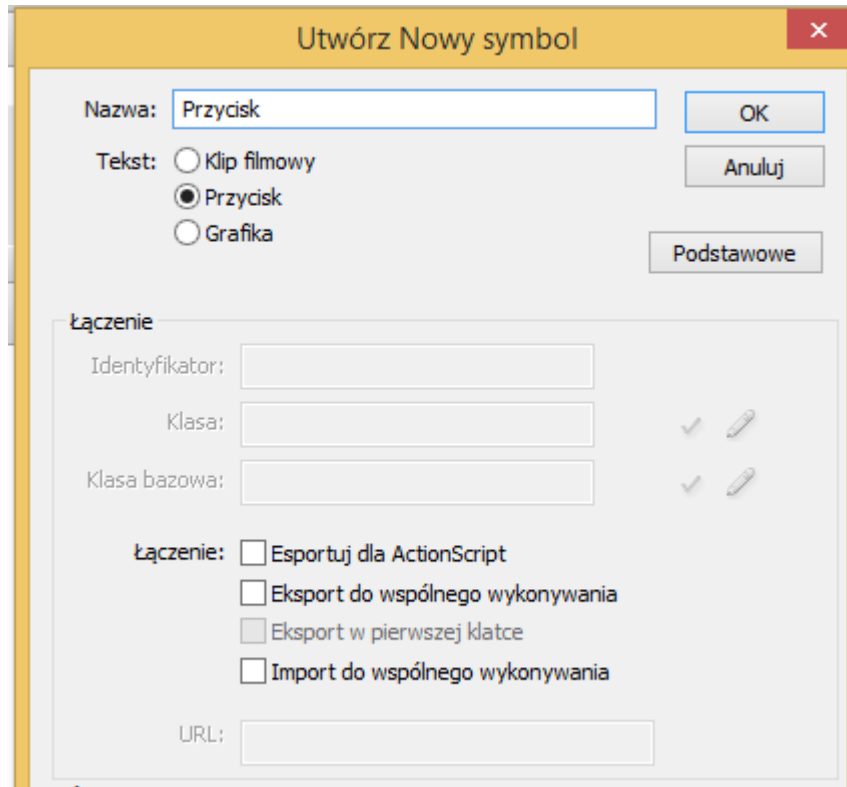 Utwórz Nowy symbol
Nazwa: Przycisk OK
Tekst: Klip filmowy Anuluj
Przycisk
Grafika
Podstawowe
Łączenie
Identyfikator:
Klasa:
Klasa bazowa:
Łączenie: Esportuj dla ActionScript
Eksport do wspólnego wykonywania
Eksport w pierwszej klatce
Import do wspólnego wykonywania
URL: